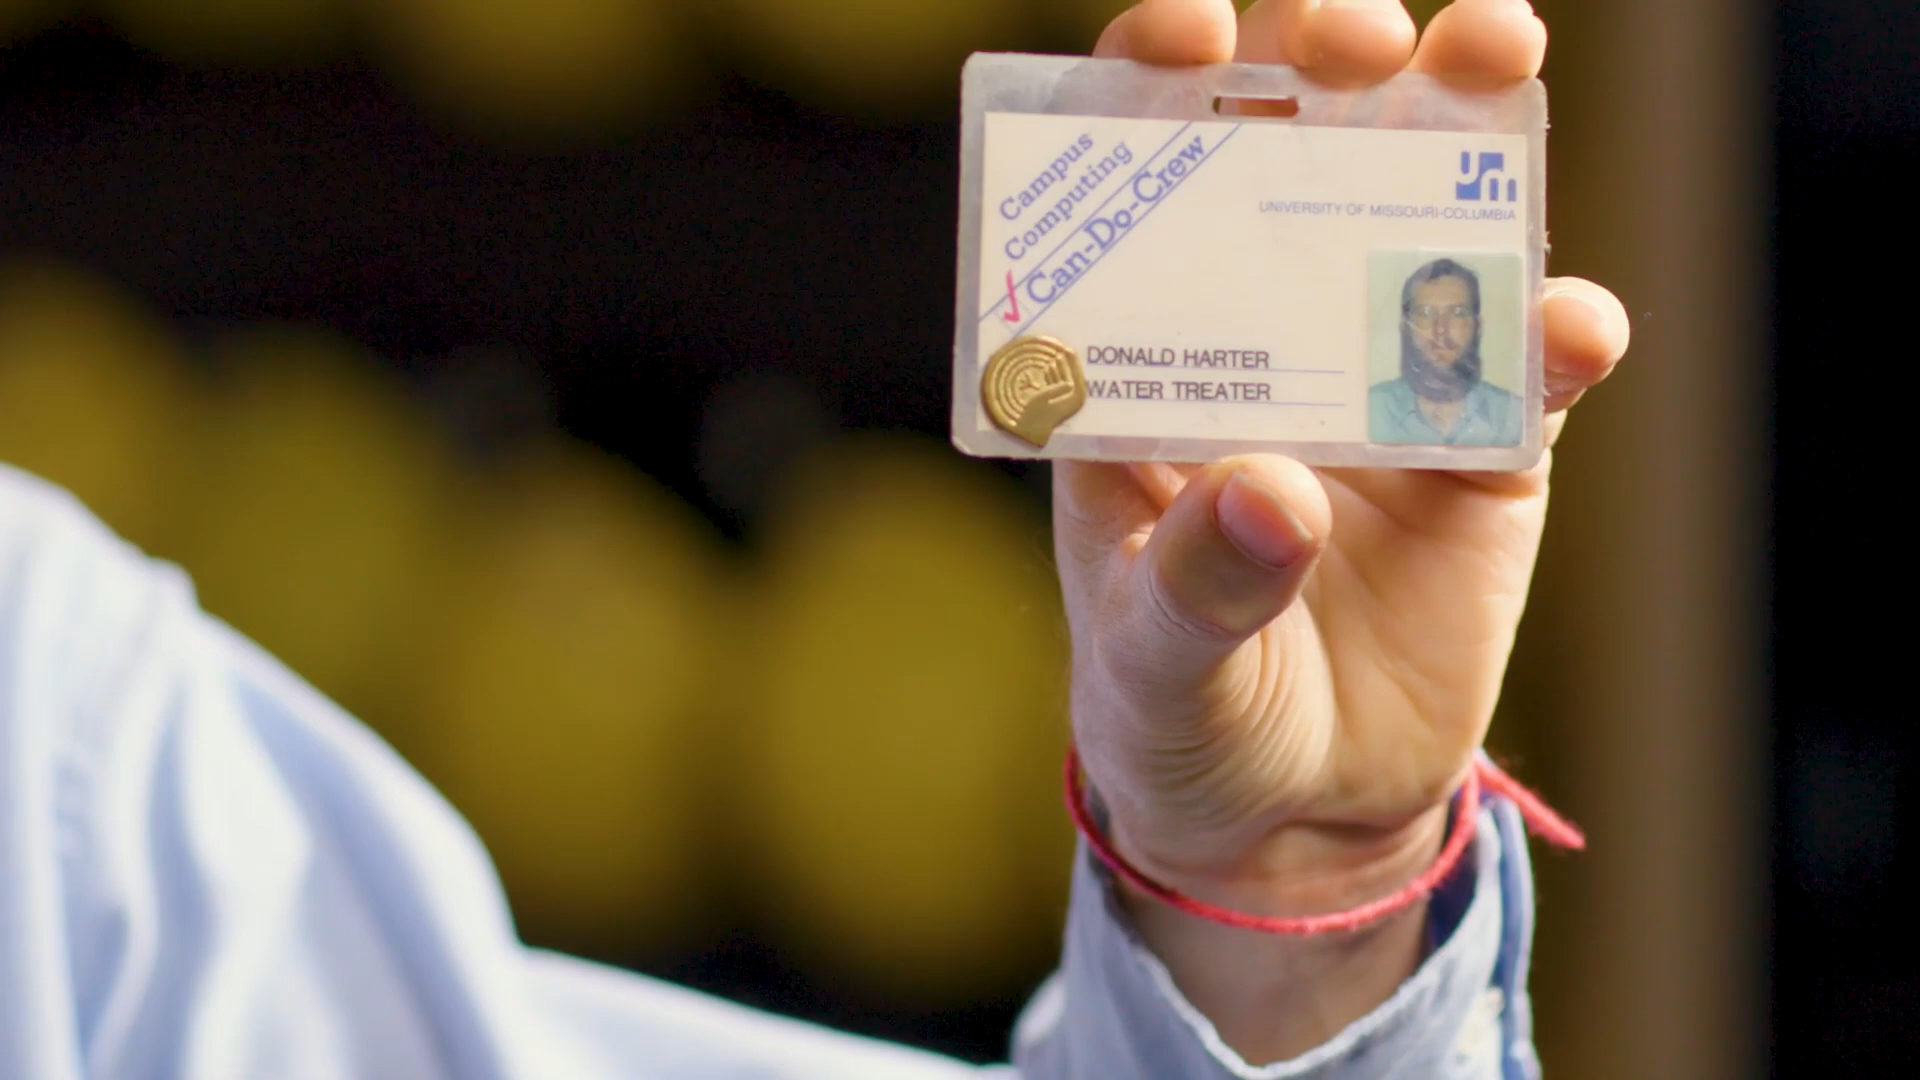 Campus
Computing
Can-Do-Crew
um
UNIVERSITY OF MISSOURI-COLUMBIA
DONALD HARTER
WATER TREATER